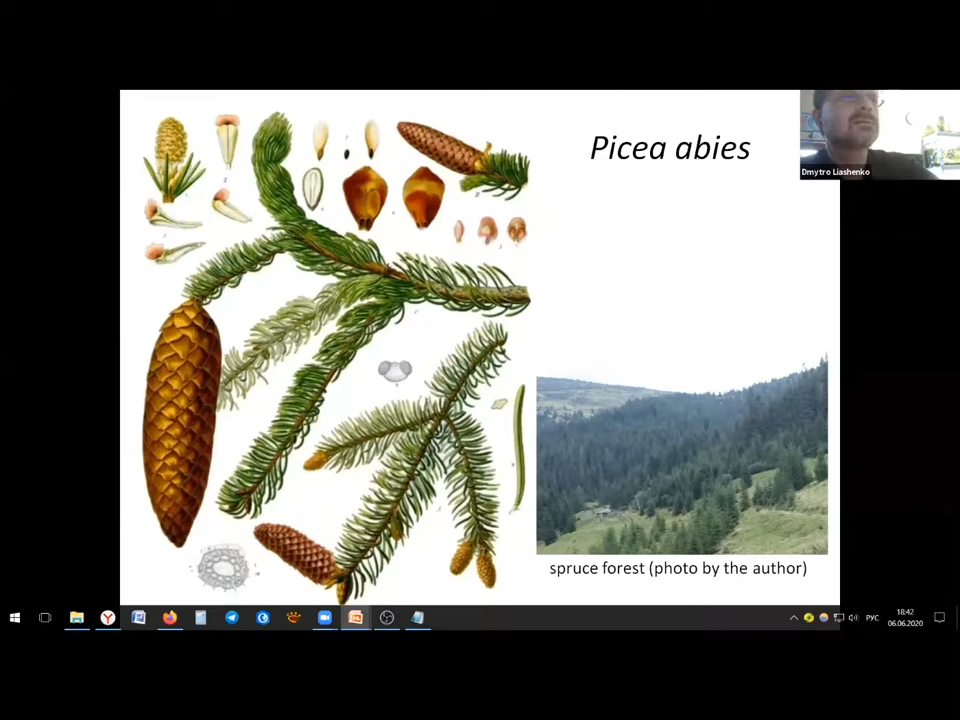 Picea abies
Dmytro Liashenko
spruce forest (photo by the author)
РУС
18:42
06.06.2020